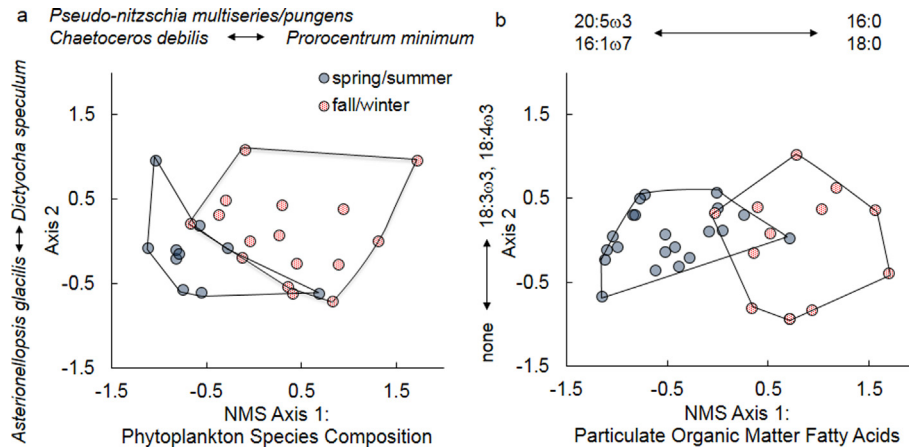 a
Pseudo-nitzschia multiseries/pungens
Chaetoceros debilis ↔ Prorocentrum minimum
Asterionellopsis glacilis ↔ Dictyocha speculum
Axis 2
1.5
0.5
-0.5
-1.5
spring/summer
fall/winter
-1.5 -0.5 0.5 1.5
NMS Axis 1:
Phytoplankton Species Composition
b
20:5ω3 16:0
16:1ω7 18:0
none ↔ 18:3ω3, 18:4ω3
Axis 2
1.5
0.5
-0.5
-1.5
-1.5 -0.5 0.5 1.5
NMS Axis 1:
Particulate Organic Matter Fatty Acids